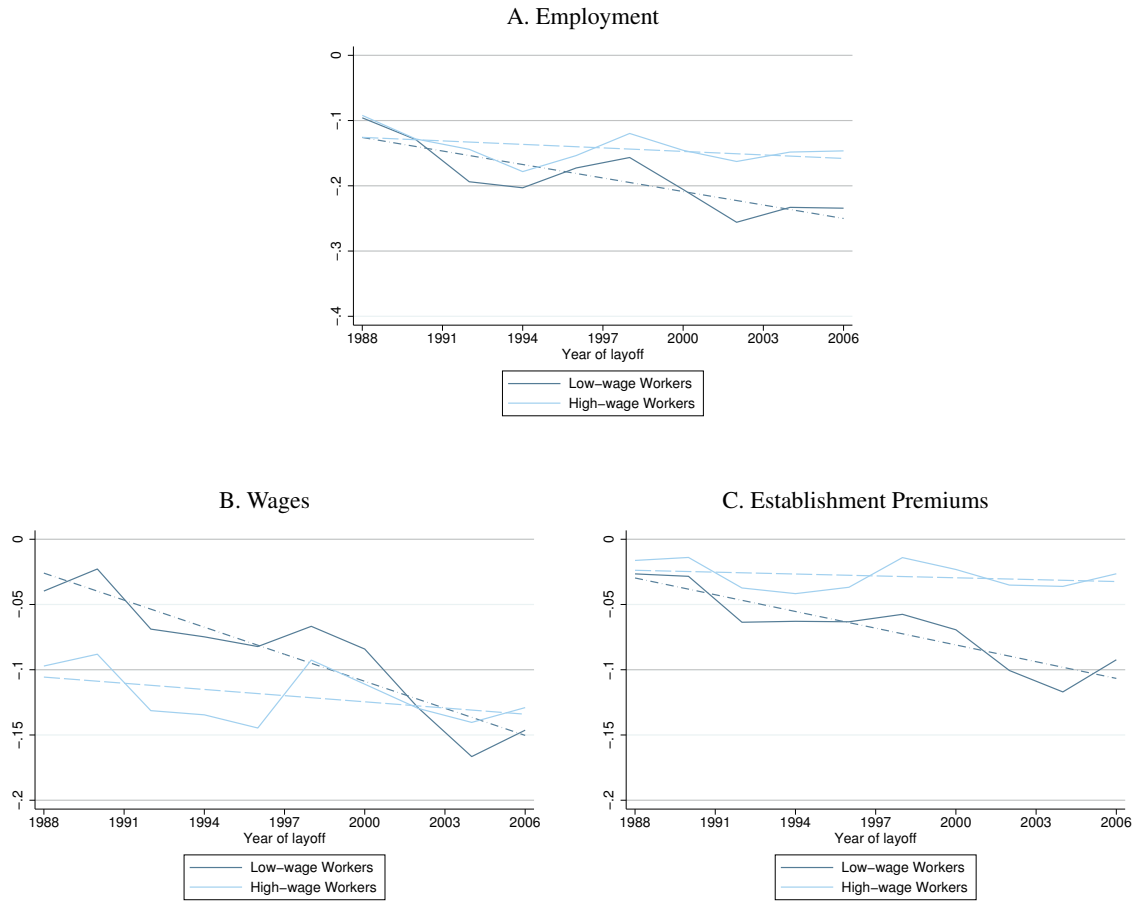 A. Employment
0
−.1
−.2
−.3
−.4
1988 1991 1994 1997 2000 2003 2006
Year of layoff
Low−wage Workers
High−wage Workers
B. Wages
0
−.05
−.1
−.15
−.2
1988 1991 1994 1997 2000 2003 2006
Year of layoff
Low−wage Workers
High−wage Workers
C. Establishment Premiums
0
−.05
−.1
−.15
−.2
1988 1991 1994 1997 2000 2003 2006
Year of layoff
Low−wage Workers
High−wage Workers